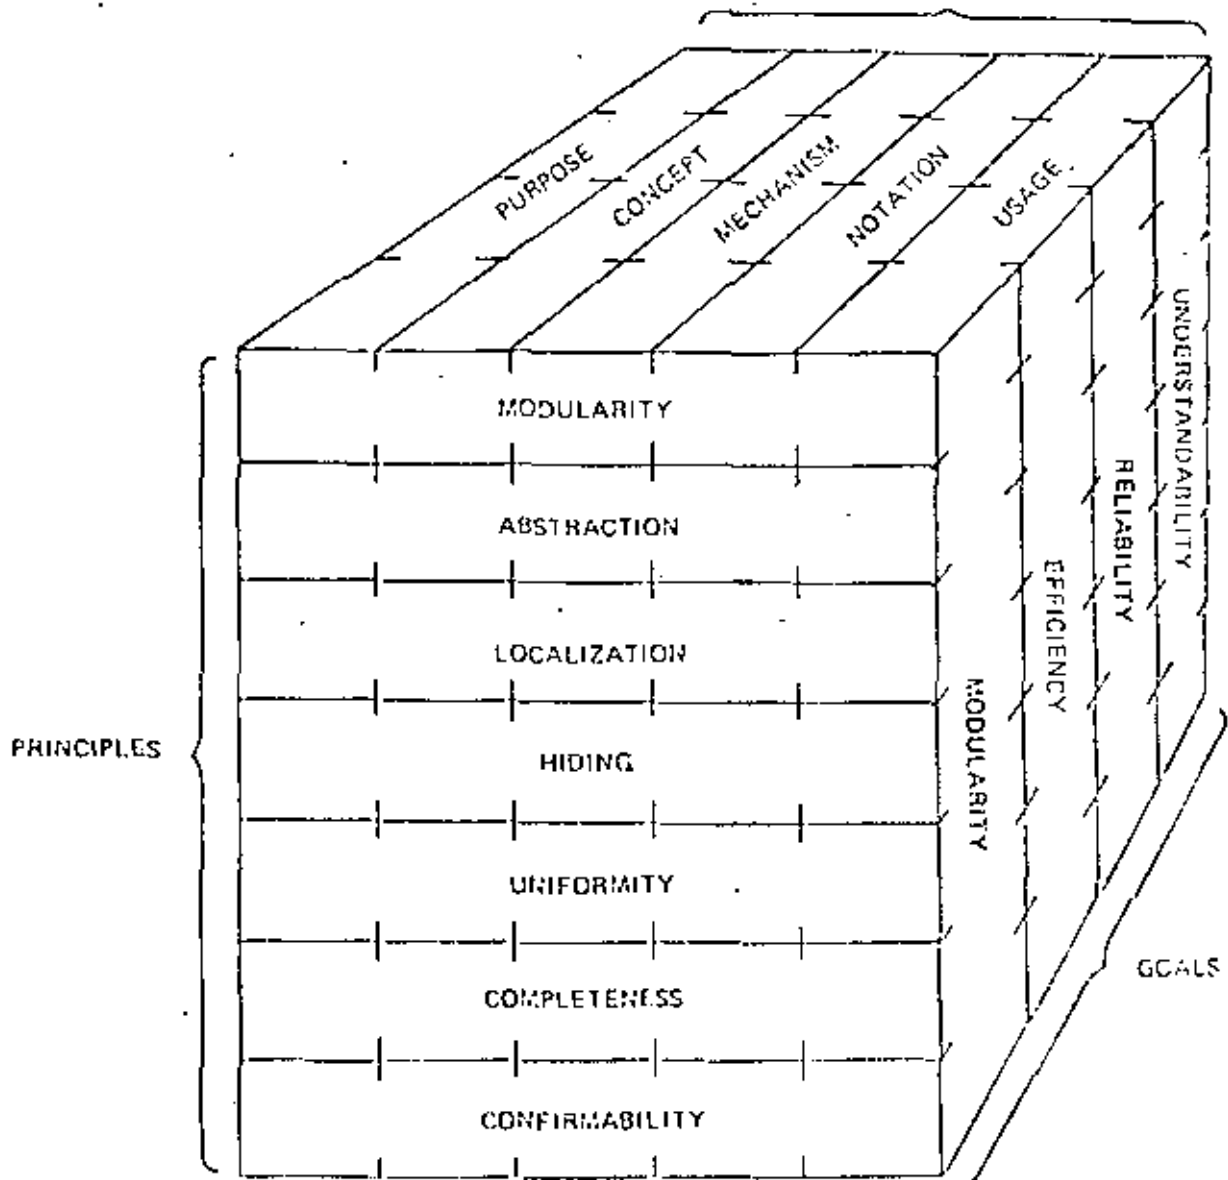 PURPOSE
CONCEPT
MECHANISM
NOTATION
USAGE
PRINCIPLES
MODULARITY
ABSTRACTION
LOCALIZATION
HIDING
UNIFORMITY
COMPLETENESS
CONFIRMABILITY
MODULARITY
EFFICIENCY
RELIABILITY
UNDERSTANDABILITY
GOALS